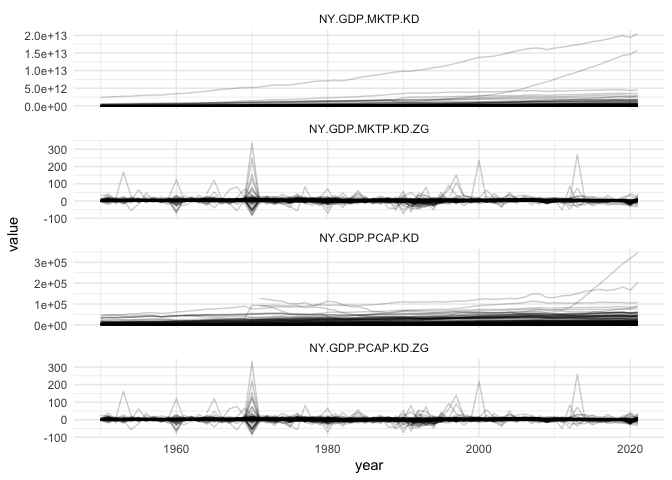 NY.GDP.MKTP.KD
2.0e+13
1.5e+13
1.0e+13
5.0e+12
0.0e+00
NY.GDP.MKTP.KD.ZG
300
200
100
0
-100
value
NY.GDP.PCAP.KD
3e+05
2e+05
1e+05
0e+00
NY.GDP.PCAP.KD.ZG
300
200
100
0
-100
1960 1980 2000 2020
year